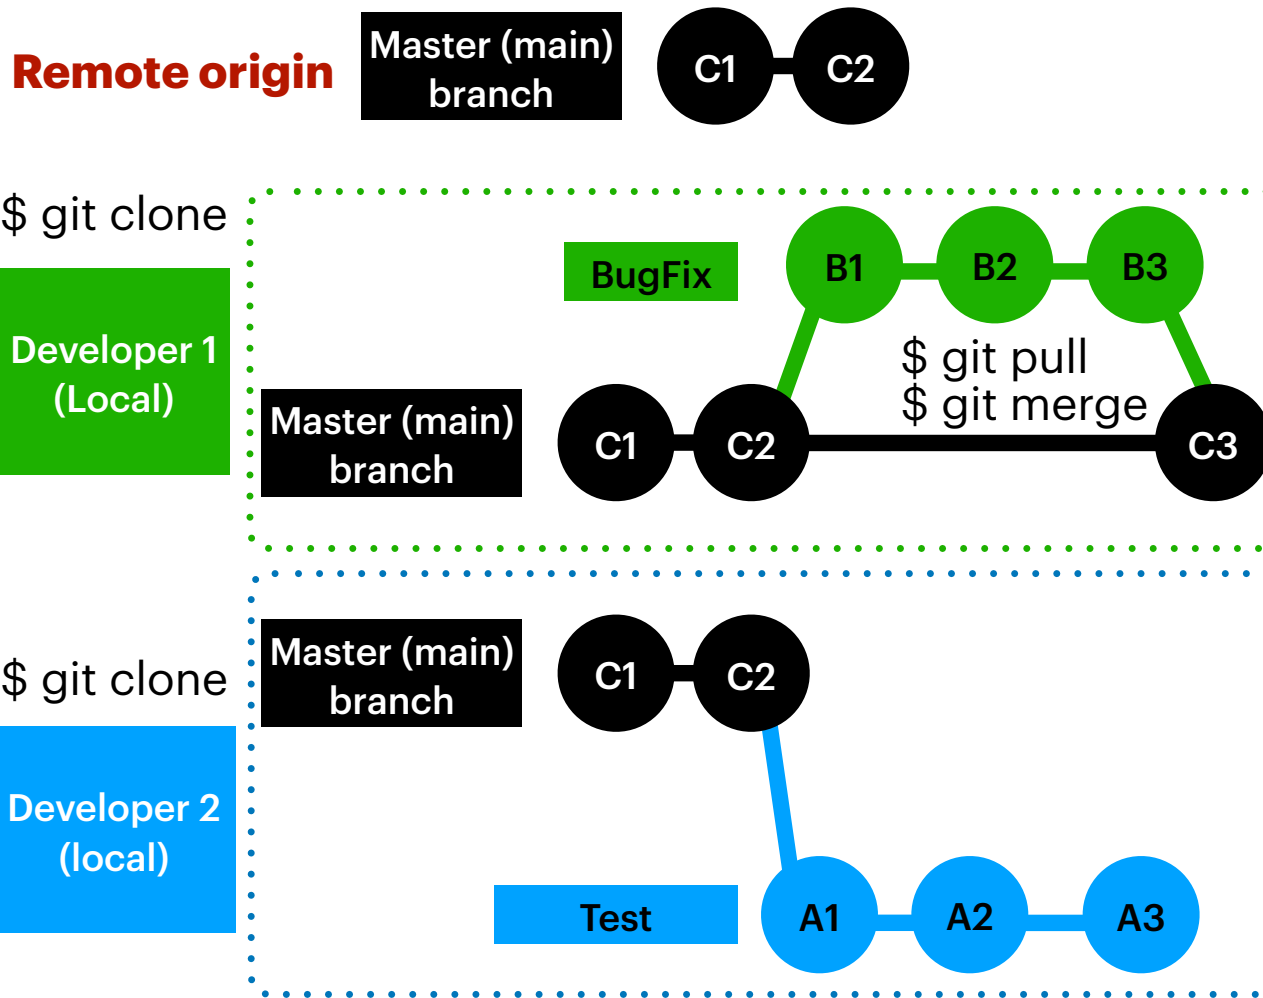 Remote origin
Master (main)
branch
C1
C2
$ git clone
BugFix
B1
B2
B3
Developer 1
(Local)
$ git pull
$ git merge
Master (main)
branch
C1
C2
C3
$ git clone
Master (main)
branch
C1
C2
Developer 2
(local)
Test
A1
A2
A3